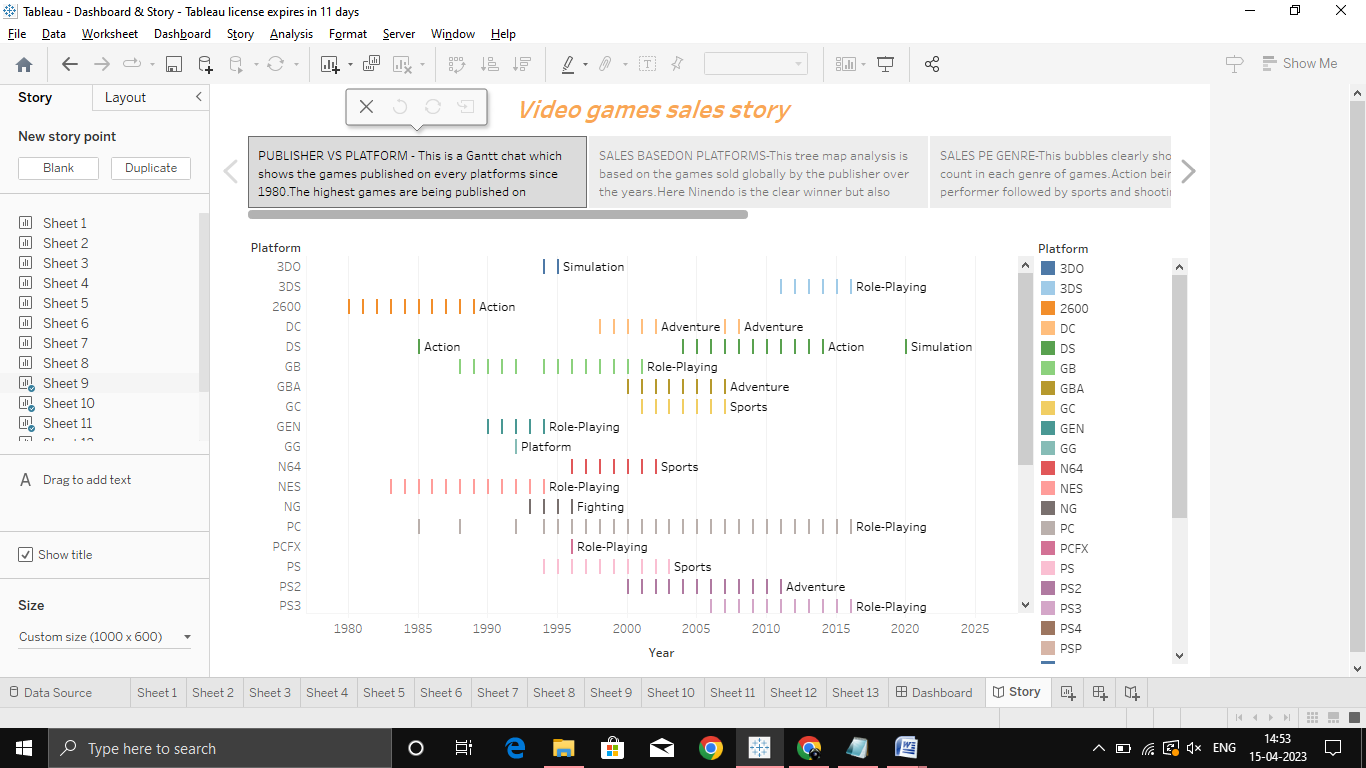 Tableau - Dashboard & Story - Tableau license expires in 11 days
File Data Worksheet Dashboard Story Analysis Format Server Window Help
Show Me
Story Layout
New story point
Blank Duplicate
Sheet 1
Sheet 2
Sheet 3
Sheet 4
Sheet 5
Sheet 6
Sheet 7
Sheet 8
Sheet 9
Sheet 10
Sheet 11
A Drag to add text
Show title
Size
Custom size (1000 x 600)
Video games sales story
PUBLISHER VS PLATFORM - This is a Gantt chat which
shows the games published on every platforms since
1980.The highest games are being published on
SALES BASEDON PLATFORMS-This tree map analysis is
based on the games sold globally by the publisher over
the years.Here Ninendo is the clear winner but also
SALES PE GENRE-This bubbles clearly sho
count in each genre of games.Action bein
performer followed by sports and shootin
Platform
3DO Simulation
3DS Role-Playing
2600 Action
DC Adventure Adventure
DS Action Action Simulation
GB Role-Playing
GBA Adventure
GC Sports
GEN Role-Playing
GG Platform
N64 Sports
NES Role-Playing
NG Fighting
PC Role-Playing
PCFX Role-Playing
PS Sports
PS2 Adventure
PS3 Role-Playing
1980 1985 1990 1995 2000 2005 2010 2015 2020 2025
Year
Platform
3DO
3DS
2600
DC
DS
GB
GBA
GC
GEN
GG
N64
NES
NG
PC
PCFX
PS
PS2
PS3
PS4
PSP
Data Source Sheet 1 Sheet 2 Sheet 3 Sheet 4 Sheet 5 Sheet 6 Sheet 7 Sheet 8 Sheet 9 Sheet 10 Sheet 11 Sheet 12 Sheet 13 Dashboard Story
Type here to search
ENG
14:53
15-04-2023